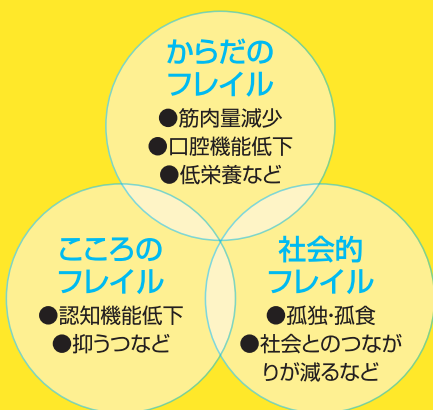 からだの
フレイル
●筋肉量減少
●口腔機能低下
●低栄養など
こころの
フレイル
●認知機能低下
●抑うつなど
社会的
フレイル
●孤独・孤食
●社会とのつなが
りが減るなど